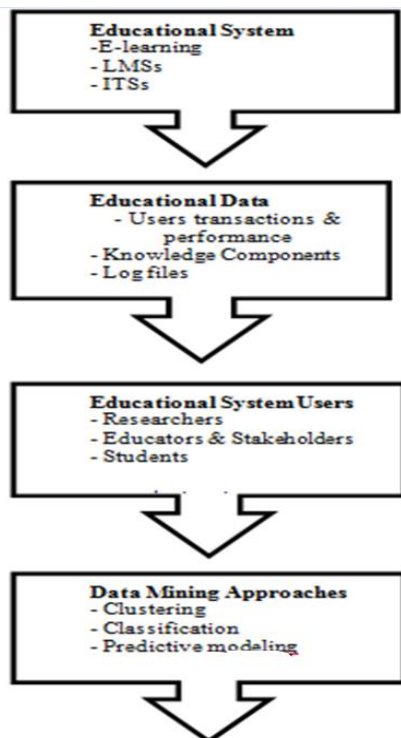 Educational System
-E-learning
- LMSs
- ITSs
Educational Data
- Users transactions &
performance
- Knowledge Components
- Log files
Educational System Users
- Researchers
- Educators & Stakeholders
- Students
Data Mining Approaches
- Clustering
- Classification
- Predictive modeling